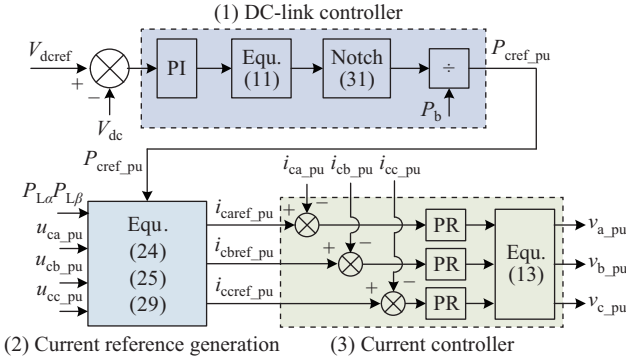 (1) DC-link controller
V_dcref
+
−
V_dc
PI
Equ.
(11)
Notch
(31)
÷
P_b
P_cref_pu
P_cref_pu
i_ca_pu i_cb_pu i_cc_pu
P_Lα P_Lβ
u_ca_pu
u_cb_pu
u_cc_pu
Equ.
(24)
(25)
(29)
i_caref_pu
i_cbref_pu
i_ccref_pu
+ −
+ −
+ −
PR
PR
PR
Equ.
(13)
v_a_pu
v_b_pu
v_c_pu
(2) Current reference generation
(3) Current controller